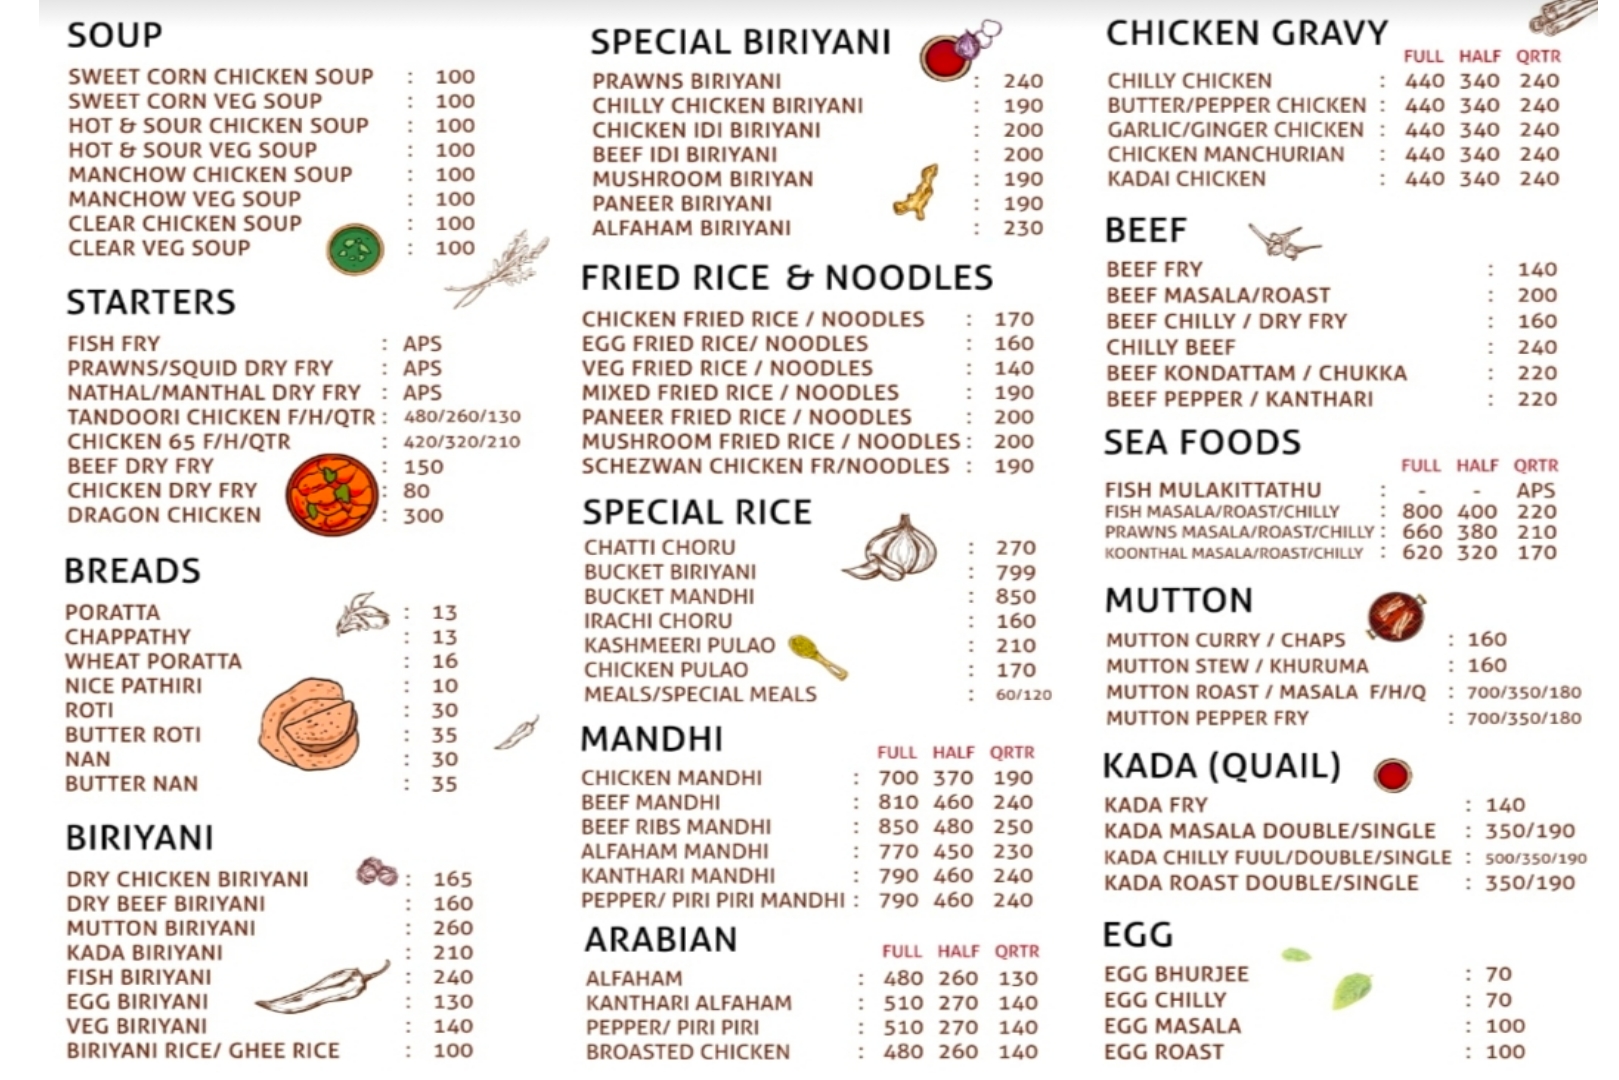 SOUP
SWEET CORN CHICKEN SOUP : 100
SWEET CORN VEG SOUP : 100
HOT & SOUR CHICKEN SOUP : 100
HOT & SOUR VEG SOUP : 100
MANCHOW CHICKEN SOUP : 100
MANCHOW VEG SOUP : 100
CLEAR CHICKEN SOUP : 100
CLEAR VEG SOUP : 100
STARTERS
FISH FRY : APS
PRAWNS/SQUID DRY FRY : APS
NATHAL/MANTHAL DRY FRY : APS
TANDOORI CHICKEN F/H/QTR : 480/260/130
CHICKEN 65 F/H/QTR : 420/320/210
BEEF DRY FRY : 150
CHICKEN DRY FRY : 80
DRAGON CHICKEN : 300
BREADS
PORATTA : 13
CHAPPATHY : 13
WHEAT PORATTA : 16
NICE PATHIRI : 10
ROTI : 30
BUTTER ROTI : 35
NAN : 30
BUTTER NAN : 35
BIRIYANI
DRY CHICKEN BIRIYANI : 165
DRY BEEF BIRIYANI : 160
MUTTON BIRIYANI : 260
KADA BIRIYANI : 210
FISH BIRIYANI : 240
EGG BIRIYANI : 130
VEG BIRIYANI : 140
BIRIYANI RICE/ GHEE RICE : 100
SPECIAL BIRIYANI
PRAWNS BIRIYANI : 240
CHILLY CHICKEN BIRIYANI : 190
CHICKEN IDI BIRIYANI : 200
BEEF IDI BIRIYANI : 200
MUSHROOM BIRIYAN : 190
PANEER BIRIYANI : 190
ALFAHAM BIRIYANI : 230
FRIED RICE & NOODLES
CHICKEN FRIED RICE / NOODLES : 170
EGG FRIED RICE/ NOODLES : 160
VEG FRIED RICE / NOODLES : 140
MIXED FRIED RICE / NOODLES : 190
PANEER FRIED RICE / NOODLES : 200
MUSHROOM FRIED RICE / NOODLES : 200
SCHEZWAN CHICKEN FR/NOODLES : 190
SPECIAL RICE
CHATTI CHORU : 270
BUCKET BIRIYANI : 799
BUCKET MANDHI : 850
IRACHI CHORU : 160
KASHMEERI PULAO : 210
CHICKEN PULAO : 170
MEALS/SPECIAL MEALS : 60/120
MANDHI
FULL HALF QRTR
CHICKEN MANDHI : 700 370 190
BEEF MANDHI : 810 460 240
BEEF RIBS MANDHI : 850 480 250
ALFAHAM MANDHI : 770 450 230
KANTHARI MANDHI : 790 460 240
PEPPER/ PIRI PIRI MANDHI : 790 460 240
ARABIAN
FULL HALF QRTR
ALFAHAM : 480 260 130
KANTHARI ALFAHAM : 510 270 140
PEPPER/ PIRI PIRI : 510 270 140
BROASTED CHICKEN : 480 260 140
CHICKEN GRAVY
FULL HALF QRTR
CHILLY CHICKEN : 440 340 240
BUTTER/PEPPER CHICKEN : 440 340 240
GARLIC/GINGER CHICKEN : 440 340 240
CHICKEN MANCHURIAN : 440 340 240
KADAI CHICKEN : 440 340 240
BEEF
BEEF FRY : 140
BEEF MASALA/ROAST : 200
BEEF CHILLY / DRY FRY : 160
CHILLY BEEF : 240
BEEF KONDATTAM / CHUKKA : 220
BEEF PEPPER / KANTHARI : 220
SEA FOODS
FULL HALF QRTR
FISH MULAKITTATHU : - - APS
FISH MASALA/ROAST/CHILLY : 800 400 220
PRAWNS MASALA/ROAST/CHILLY : 660 380 210
KOONTHAL MASALA/ROAST/CHILLY : 620 320 170
MUTTON
MUTTON CURRY / CHAPS : 160
MUTTON STEW / KHURUMA : 160
MUTTON ROAST / MASALA F/H/Q : 700/350/180
MUTTON PEPPER FRY : 700/350/180
KADA (QUAIL)
KADA FRY : 140
KADA MASALA DOUBLE/SINGLE : 350/190
KADA CHILLY FUUL/DOUBLE/SINGLE : 500/350/190
KADA ROAST DOUBLE/SINGLE : 350/190
EGG
EGG BHURJEE : 70
EGG CHILLY : 70
EGG MASALA : 100
EGG ROAST : 100